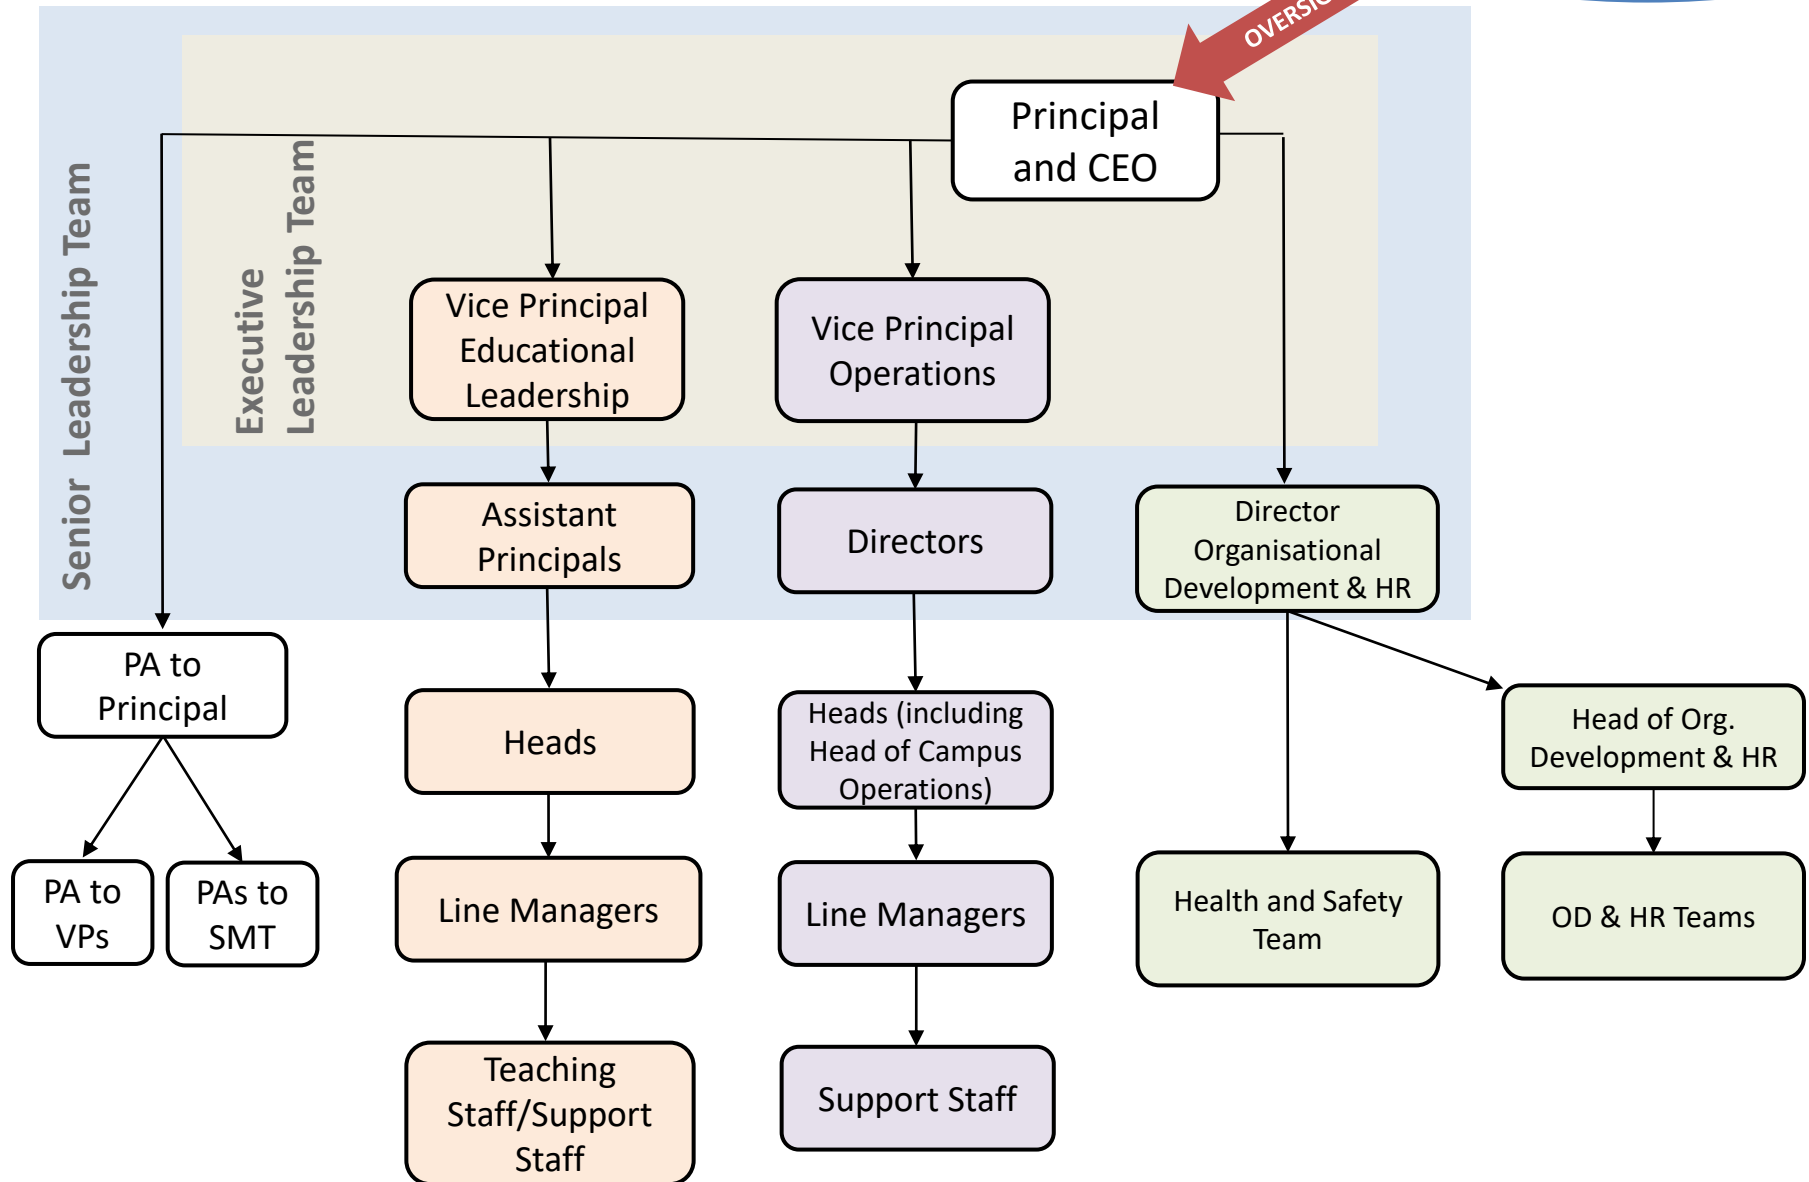 Principal
and CEO
Senior Leadership Team
Executive
Leadership Team
Vice Principal
Educational
Leadership
Vice Principal
Operations
Assistant
Principals
Directors
Director
Organisational
Development & HR
PA to
Principal
Heads
Heads (including
Head of Campus
Operations)
Head of Org.
Development & HR
PA to
VPs
PAs to
SMT
Line Managers
Line Managers
Health and Safety
Team
OD & HR Teams
Teaching
Staff/Support
Staff
Support Staff